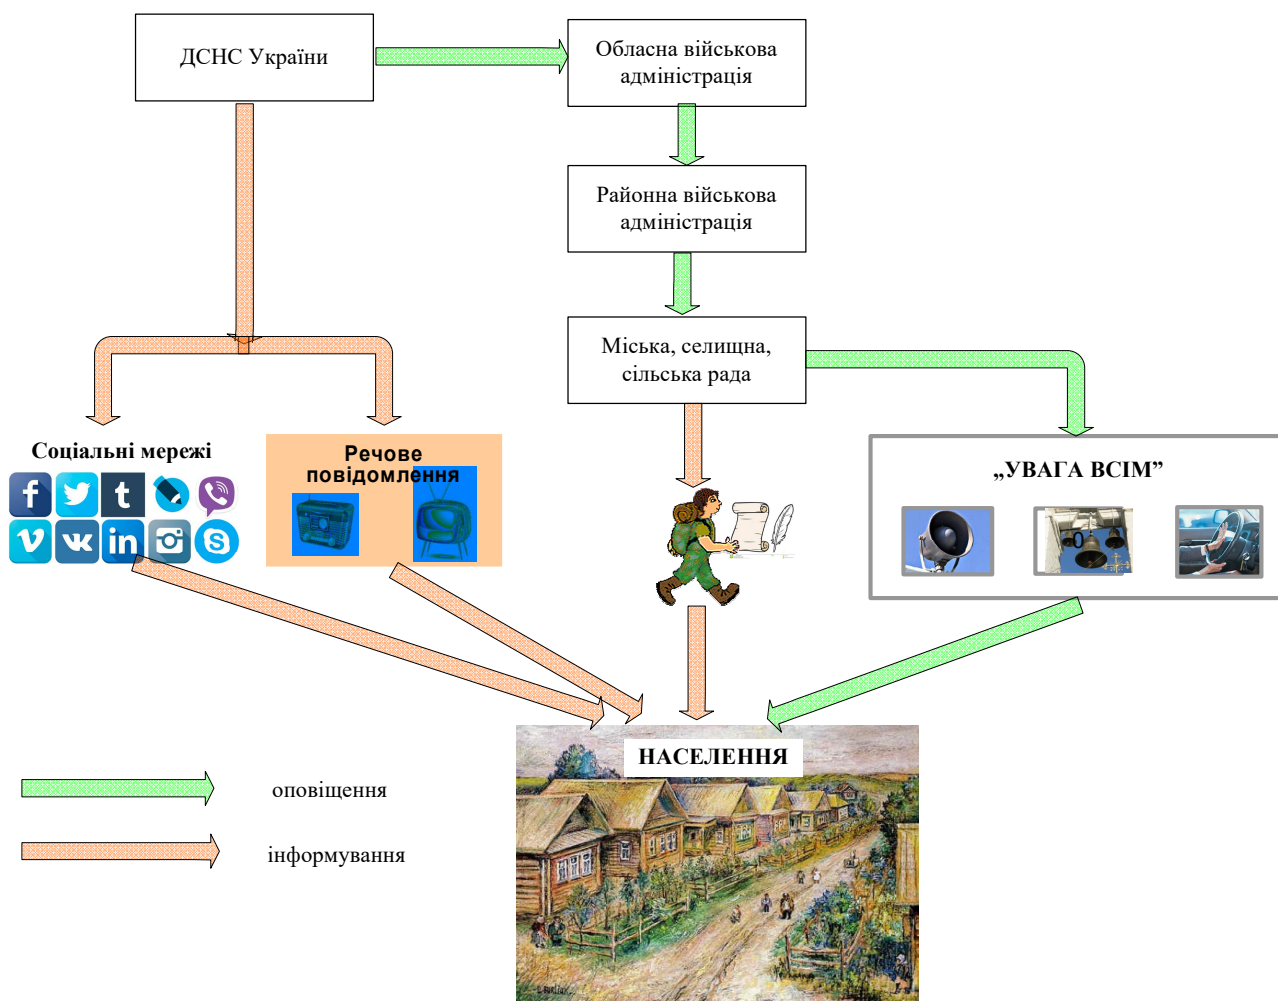 ДСНС України
Обласна військова
адміністрація
Районна військова
адміністрація
Міська, селищна,
сільська рада
Соціальні мережі
Речове
повідомлення
„УВАГА ВСІМ”
НАСЕЛЕННЯ
оповіщення
інформування